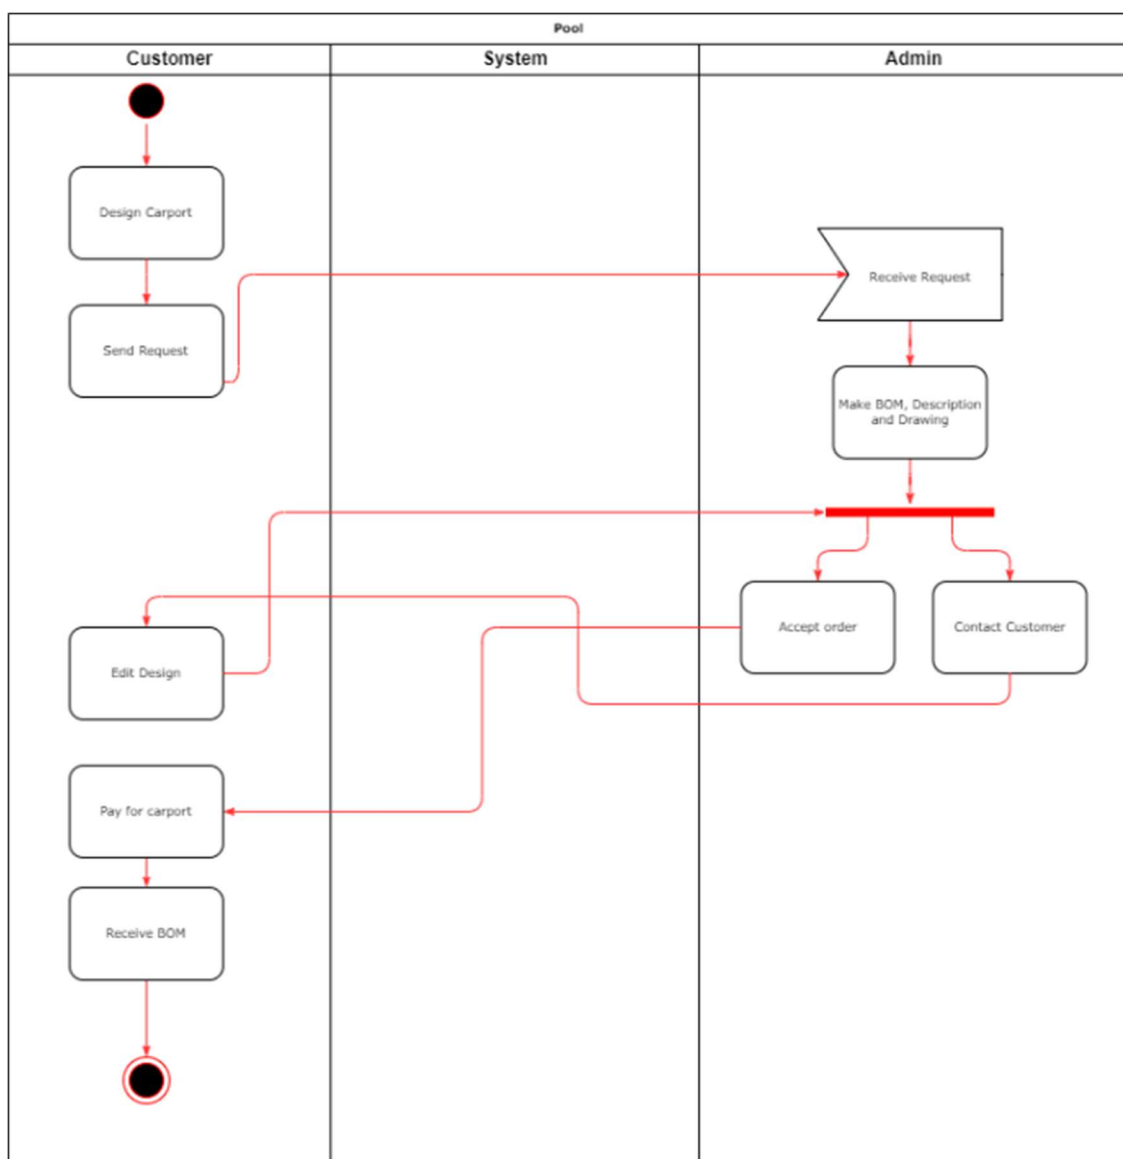 Pool
Customer
System
Admin
Design Carport
Receive Request
Send Request
Make BOM, Description
and Drawing
Accept order
Contact Customer
Edit Design
Pay for carport
Receive BOM